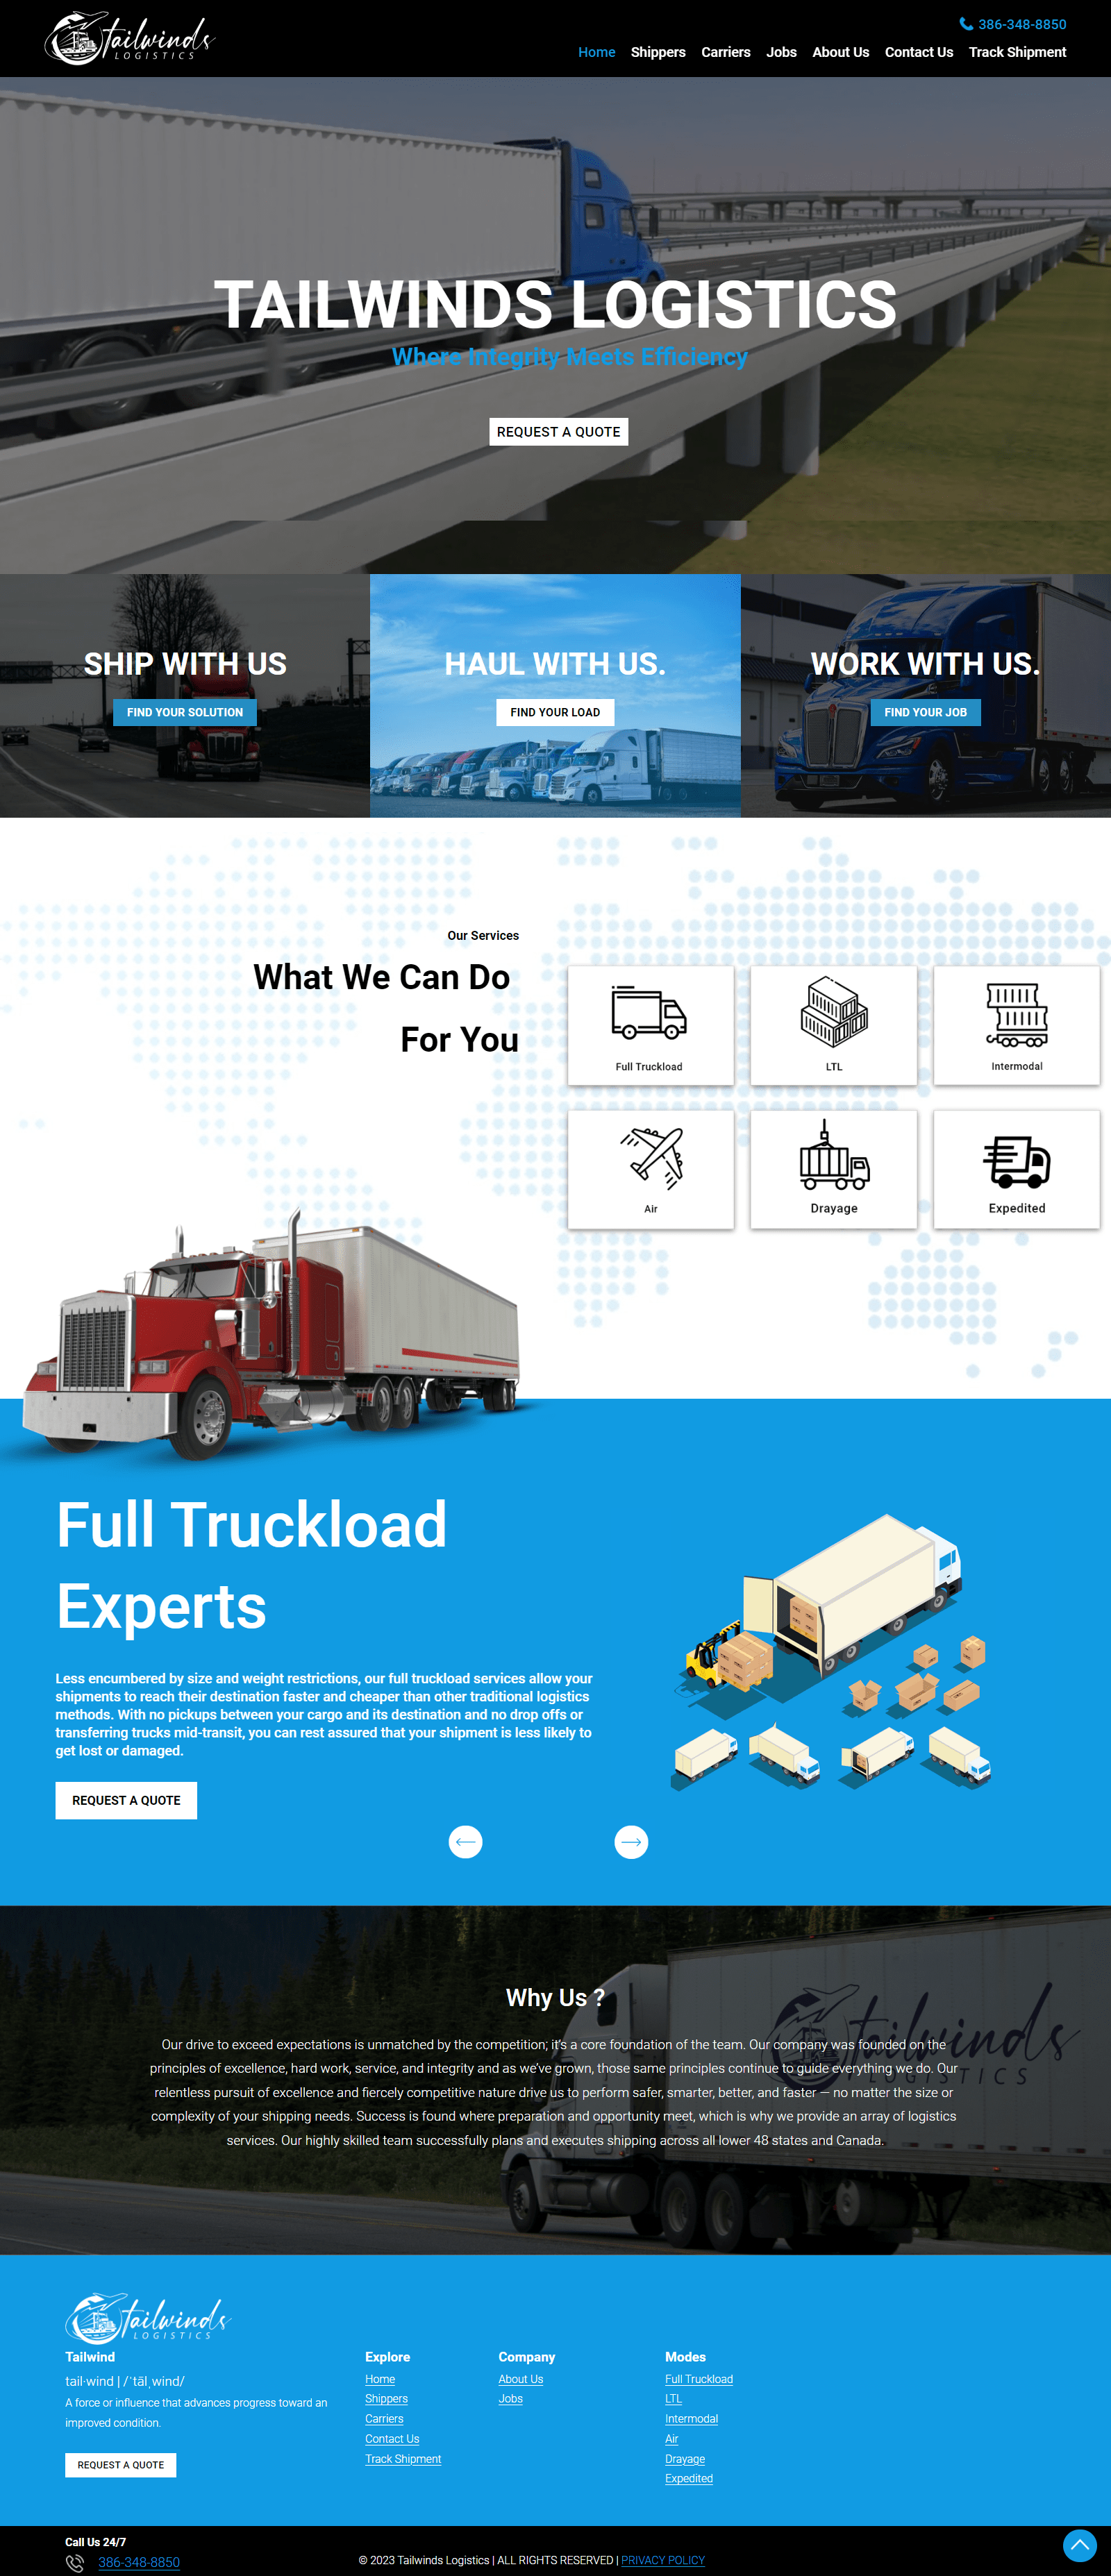 tailwinds
LOGISTICS
386-348-8850
Home Shippers Carriers Jobs About Us Contact Us Track Shipment
TAILWINDS LOGISTICS
Where Integrity Meets Efficiency
REQUEST A QUOTE
SHIP WITH US
FIND YOUR SOLUTION
HAUL WITH US.
FIND YOUR LOAD
WORK WITH US.
FIND YOUR JOB
Our Services
What We Can Do
For You
Full Truckload
LTL
Intermodal
Air
Drayage
Expedited
Full Truckload
Experts
Less encumbered by size and weight restrictions, our full truckload services allow your
shipments to reach their destination faster and cheaper than other traditional logistics
methods. With no pickups between your cargo and its destination and no drop offs or
transferring trucks mid-transit, you can rest assured that your shipment is less likely to
get lost or damaged.
REQUEST A QUOTE
Why Us ?
tailwinds
LOGISTICS
Our drive to exceed expectations is unmatched by the competition; it's a core foundation of the team. Our company was founded on the
principles of excellence, hard work, service, and integrity and as we've grown, those same principles continue to guide everything we do. Our
relentless pursuit of excellence and fiercely competitive nature drive us to perform safer, smarter, better, and faster — no matter the size or
complexity of your shipping needs. Success is found where preparation and opportunity meet, which is why we provide an array of logistics
services. Our highly skilled team successfully plans and executes shipping across all lower 48 states and Canada.
tailwinds
LOGISTICS
Tailwind
tail·wind | /ˈtālˌwind/
A force or influence that advances progress toward an
improved condition.
REQUEST A QUOTE
Explore
Home
Shippers
Carriers
Contact Us
Track Shipment
Company
About Us
Jobs
Modes
Full Truckload
LTL
Intermodal
Air
Drayage
Expedited
Call Us 24/7
386-348-8850
© 2023 Tailwinds Logistics | ALL RIGHTS RESERVED | PRIVACY POLICY